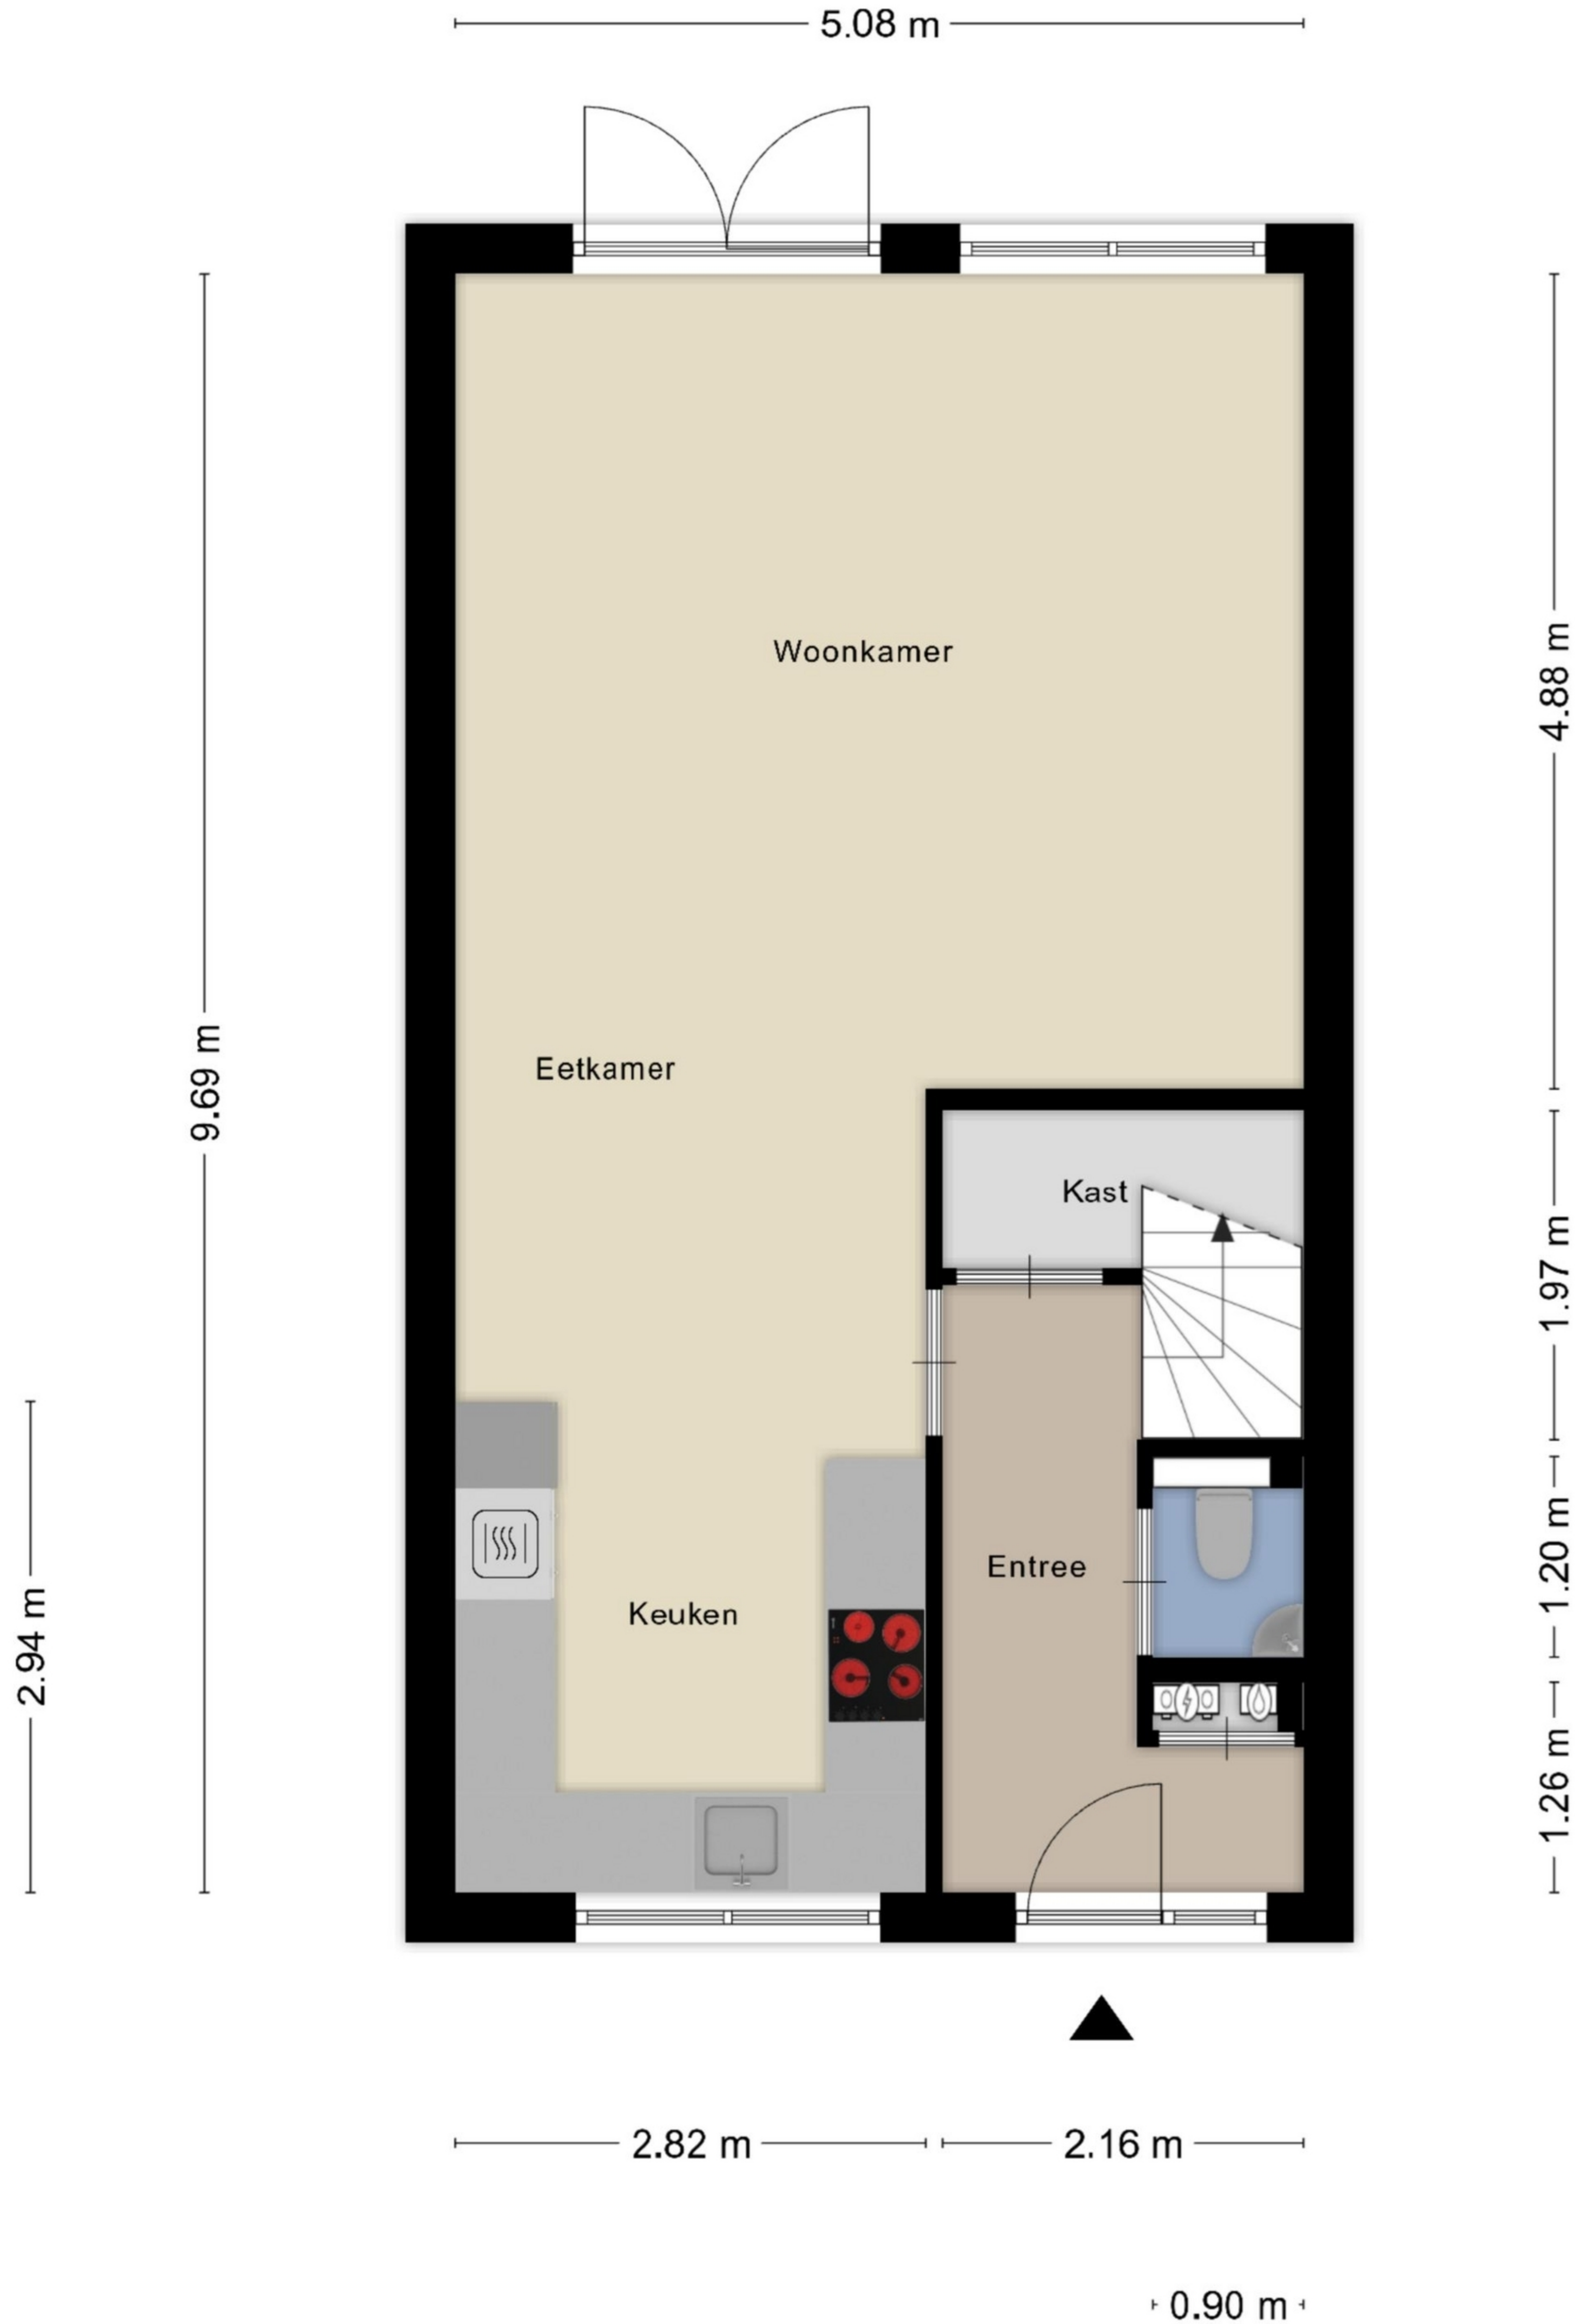 5.08 m
Woonkamer
4.88 m
9.69 m
Eetkamer
Kast
1.97 m
Entree
1.20 m
Keuken
2.94 m
1.26 m
2.82 m
2.16 m
0.90 m